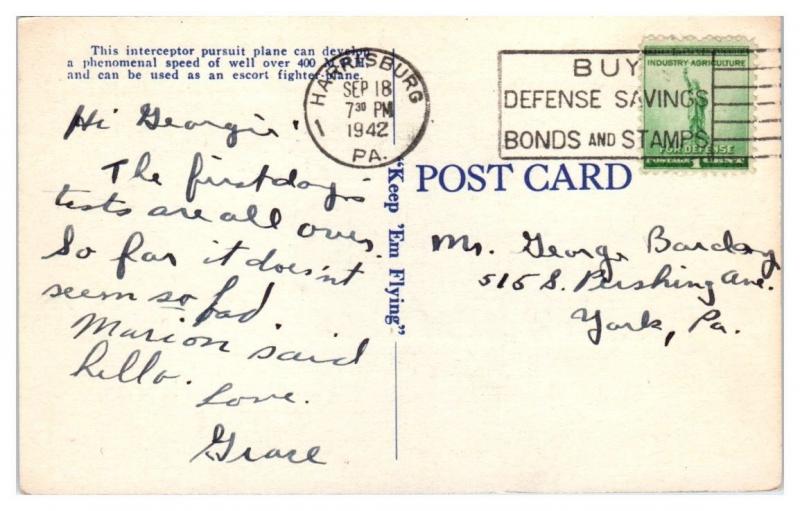 This interceptor pursuit plane can develop
a phenomenal speed of well over 400 M.P.H.
and can be used as an escort fighter plane.
HARRISBURG
SEP 18
7 30 PM
1942
PA.
BUY
DEFENSE SAVINGS
BONDS AND STAMPS
INDUSTRY-AGRICULTURE
FOR DEFENSE
Hi Georgie,
The first day's
tests are all over.
So far it does'nt
seem so bad
Marion said
hello.
Love.
Grace
"Keep 'Em Flying"
POST CARD
Mr. George Barclay
515 S. Pershing Ave.
York, Pa.